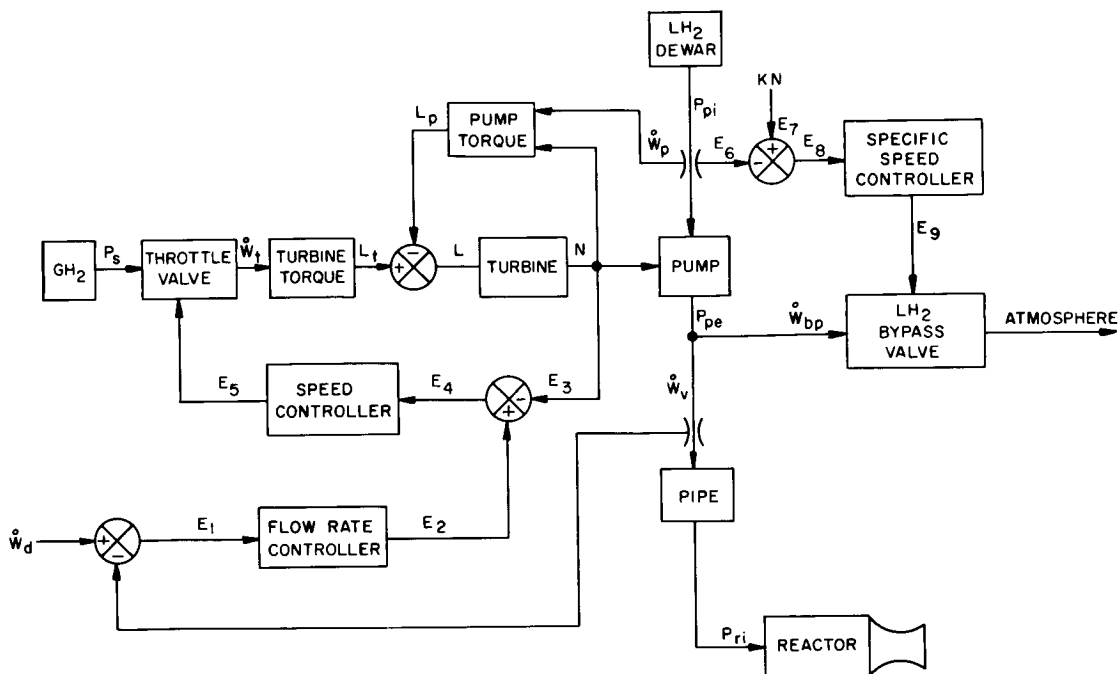 LH2
DEWAR
KN
Ppi
Lp
PUMP
TORQUE
ẘp
E6
E7
+
-
E8
SPECIFIC
SPEED
CONTROLLER
E9
GH2
Ps
THROTTLE
VALVE
ẘt
TURBINE
TORQUE
Lt
-
+
L
TURBINE
N
PUMP
Ppe
ẘbp
LH2
BYPASS
VALVE
ATMOSPHERE
E5
SPEED
CONTROLLER
E4
-
+
E3
ẘv
PIPE
ẘd
+
-
E1
FLOW RATE
CONTROLLER
E2
Pri
REACTOR